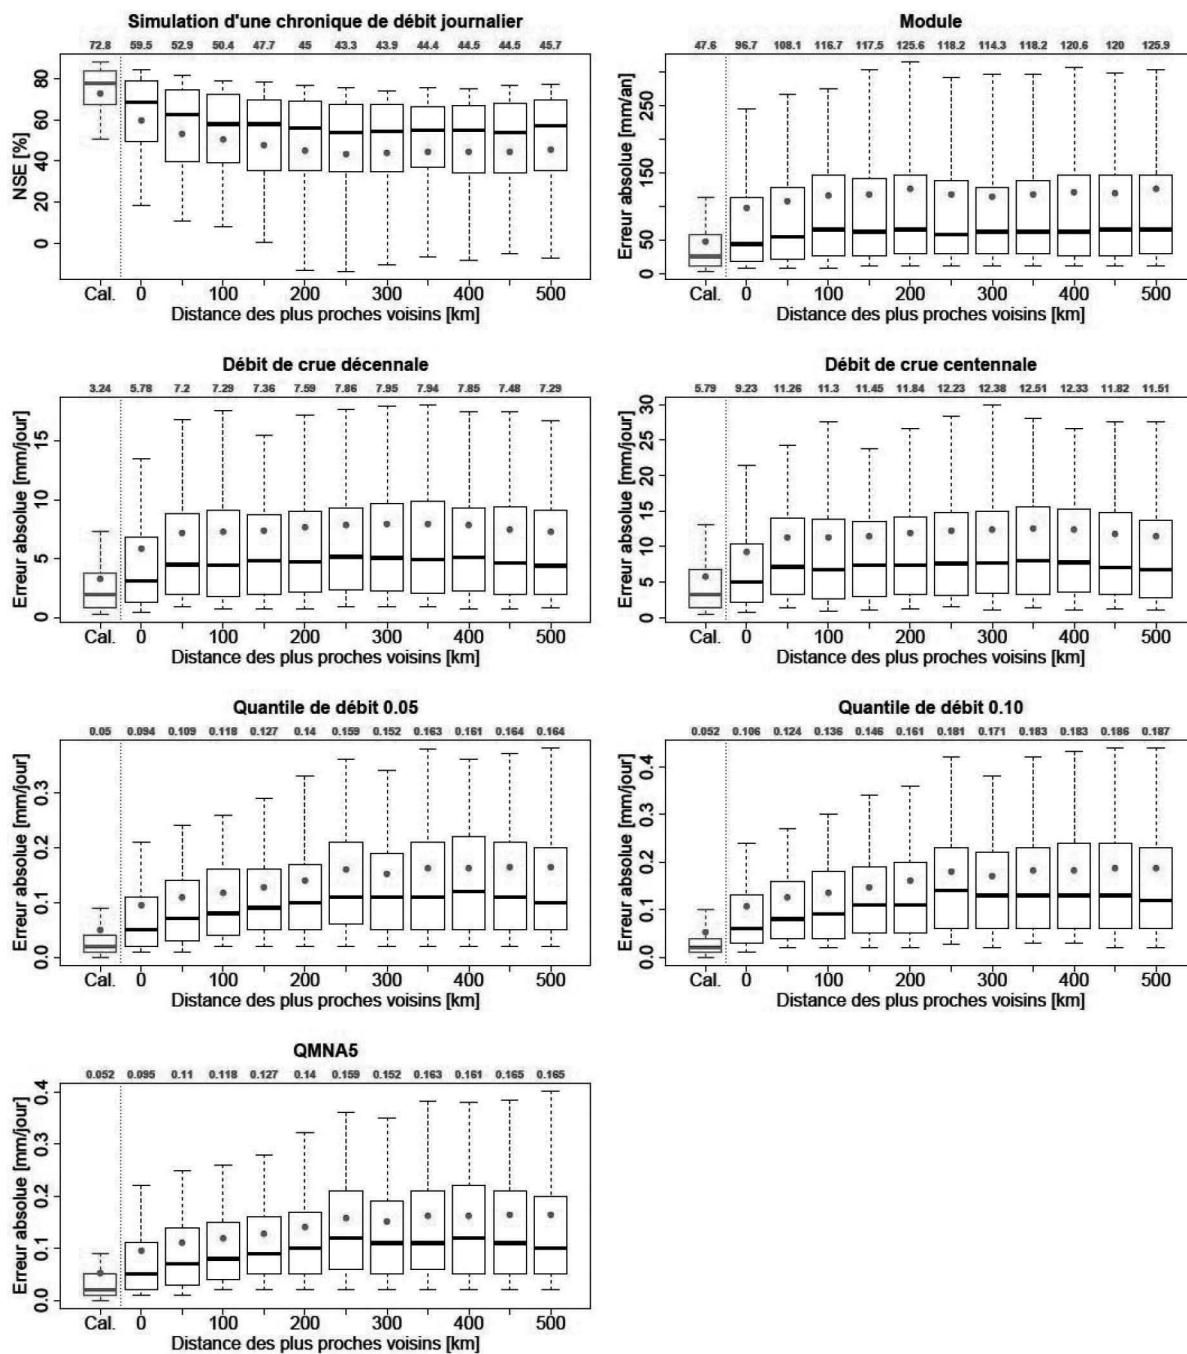 Simulation d'une chronique de débit journalier
72.8 59.5 52.9 50.4 47.7 45 43.3 43.9 44.4 44.5 44.5 45.7
NSE [%]
80
60
40
20
0
Cal. 0 100 200 300 400 500
Distance des plus proches voisins [km]
Module
47.6 96.7 108.1 116.7 117.5 125.6 118.2 114.3 118.2 120.6 120 125.9
Erreur absolue [mm/an]
250
150
50
0
Cal. 0 100 200 300 400 500
Distance des plus proches voisins [km]
Débit de crue décennale
3.24 5.78 7.2 7.29 7.36 7.59 7.86 7.95 7.94 7.85 7.48 7.29
Erreur absolue [mm/jour]
15
10
5
0
Cal. 0 100 200 300 400 500
Distance des plus proches voisins [km]
Débit de crue centennale
5.79 9.23 11.26 11.3 11.45 11.84 12.23 12.38 12.51 12.33 11.82 11.51
Erreur absolue [mm/jour]
30
25
20
15
10
5
0
Cal. 0 100 200 300 400 500
Distance des plus proches voisins [km]
Quantile de débit 0.05
0.05 0.094 0.109 0.118 0.127 0.14 0.159 0.152 0.163 0.161 0.164 0.164
Erreur absolue [mm/jour]
0.3
0.2
0.1
0.0
Cal. 0 100 200 300 400 500
Distance des plus proches voisins [km]
Quantile de débit 0.10
0.052 0.106 0.124 0.136 0.146 0.161 0.181 0.171 0.183 0.183 0.186 0.187
Erreur absolue [mm/jour]
0.4
0.3
0.2
0.1
0.0
Cal. 0 100 200 300 400 500
Distance des plus proches voisins [km]
QMNA5
0.052 0.095 0.11 0.118 0.127 0.14 0.159 0.152 0.163 0.161 0.165 0.165
Erreur absolue [mm/jour]
0.4
0.3
0.2
0.1
0.0
Cal. 0 100 200 300 400 500
Distance des plus proches voisins [km]